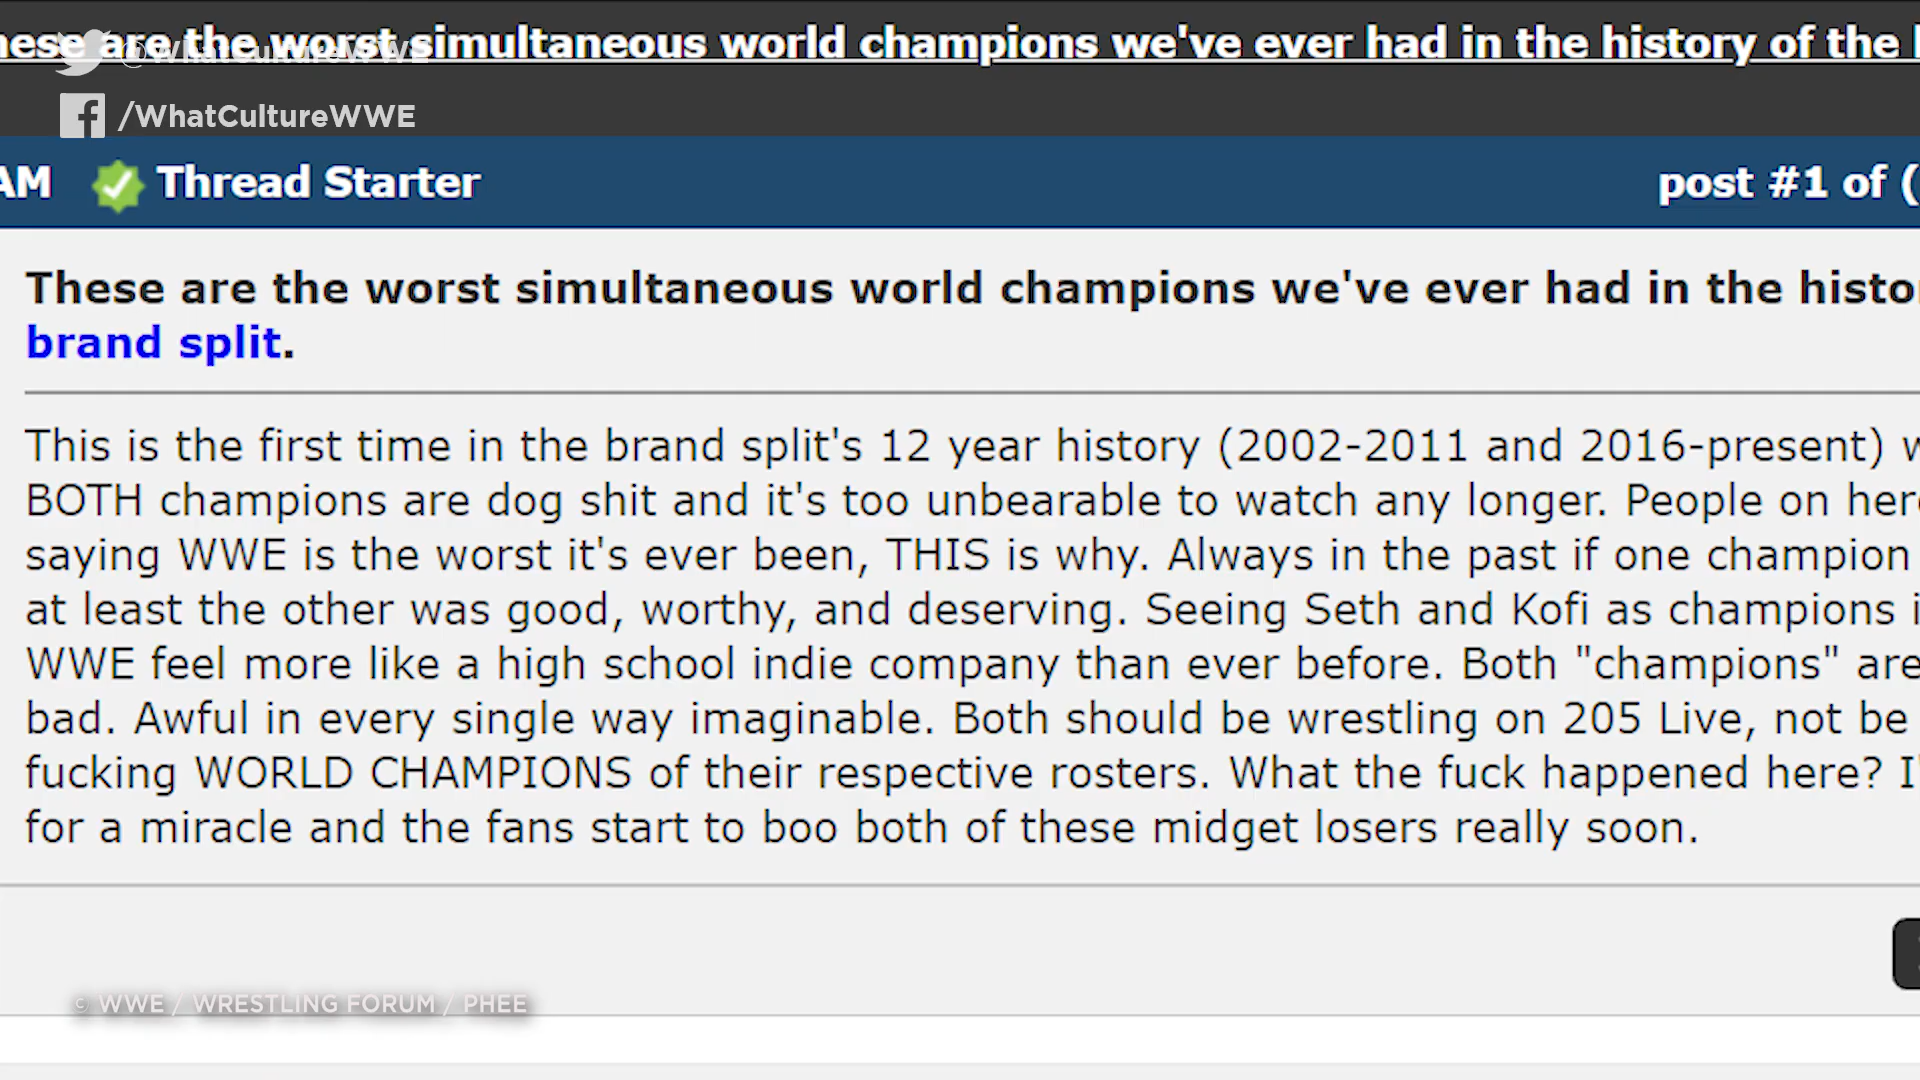 hese are the worst simultaneous world champions we've ever had in the history of the
@WhatCultureWWE
/WhatCultureWWE
AM Thread Starter post #1 of (
These are the worst simultaneous world champions we've ever had in the histo
brand split.
This is the first time in the brand split's 12 year history (2002-2011 and 2016-present) w
BOTH champions are dog shit and it's too unbearable to watch any longer. People on here
saying WWE is the worst it's ever been, THIS is why. Always in the past if one champion
at least the other was good, worthy, and deserving. Seeing Seth and Kofi as champions i
WWE feel more like a high school indie company than ever before. Both "champions" are
bad. Awful in every single way imaginable. Both should be wrestling on 205 Live, not be
fucking WORLD CHAMPIONS of their respective rosters. What the fuck happened here? I'
for a miracle and the fans start to boo both of these midget losers really soon.
© WWE / WRESTLING FORUM / PHEE